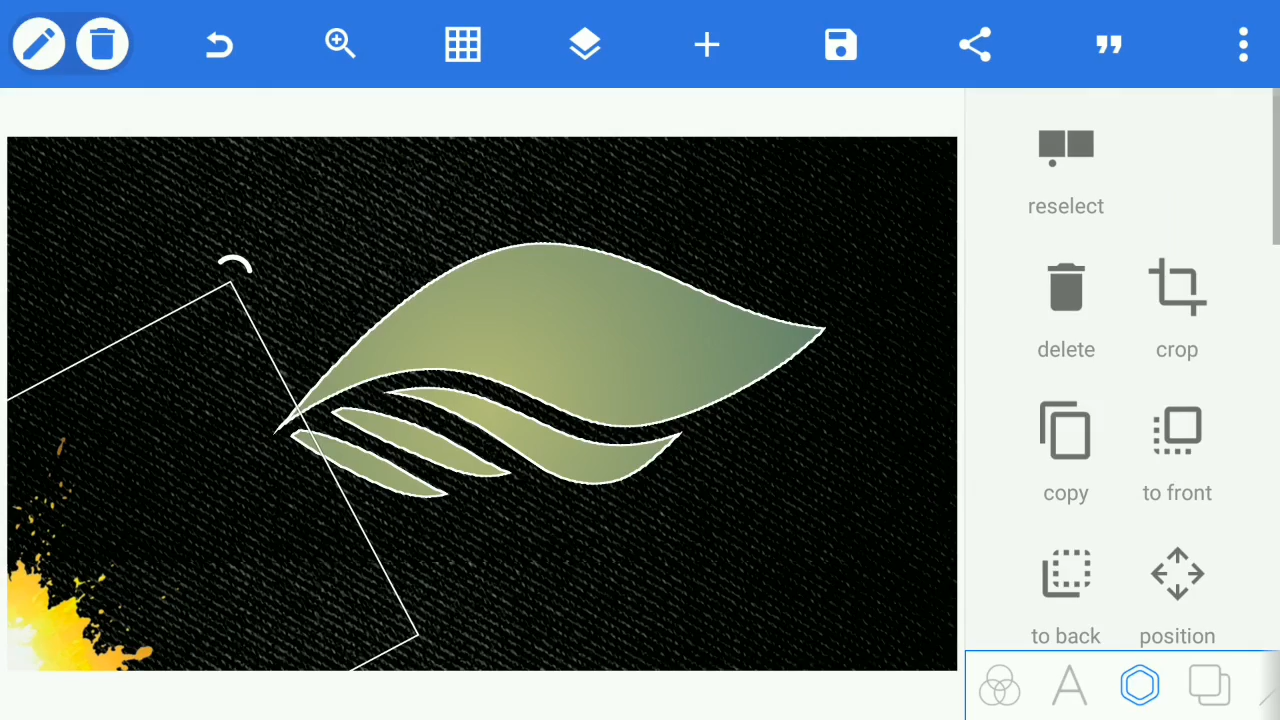 reselect
delete
crop
copy
to front
to back
position